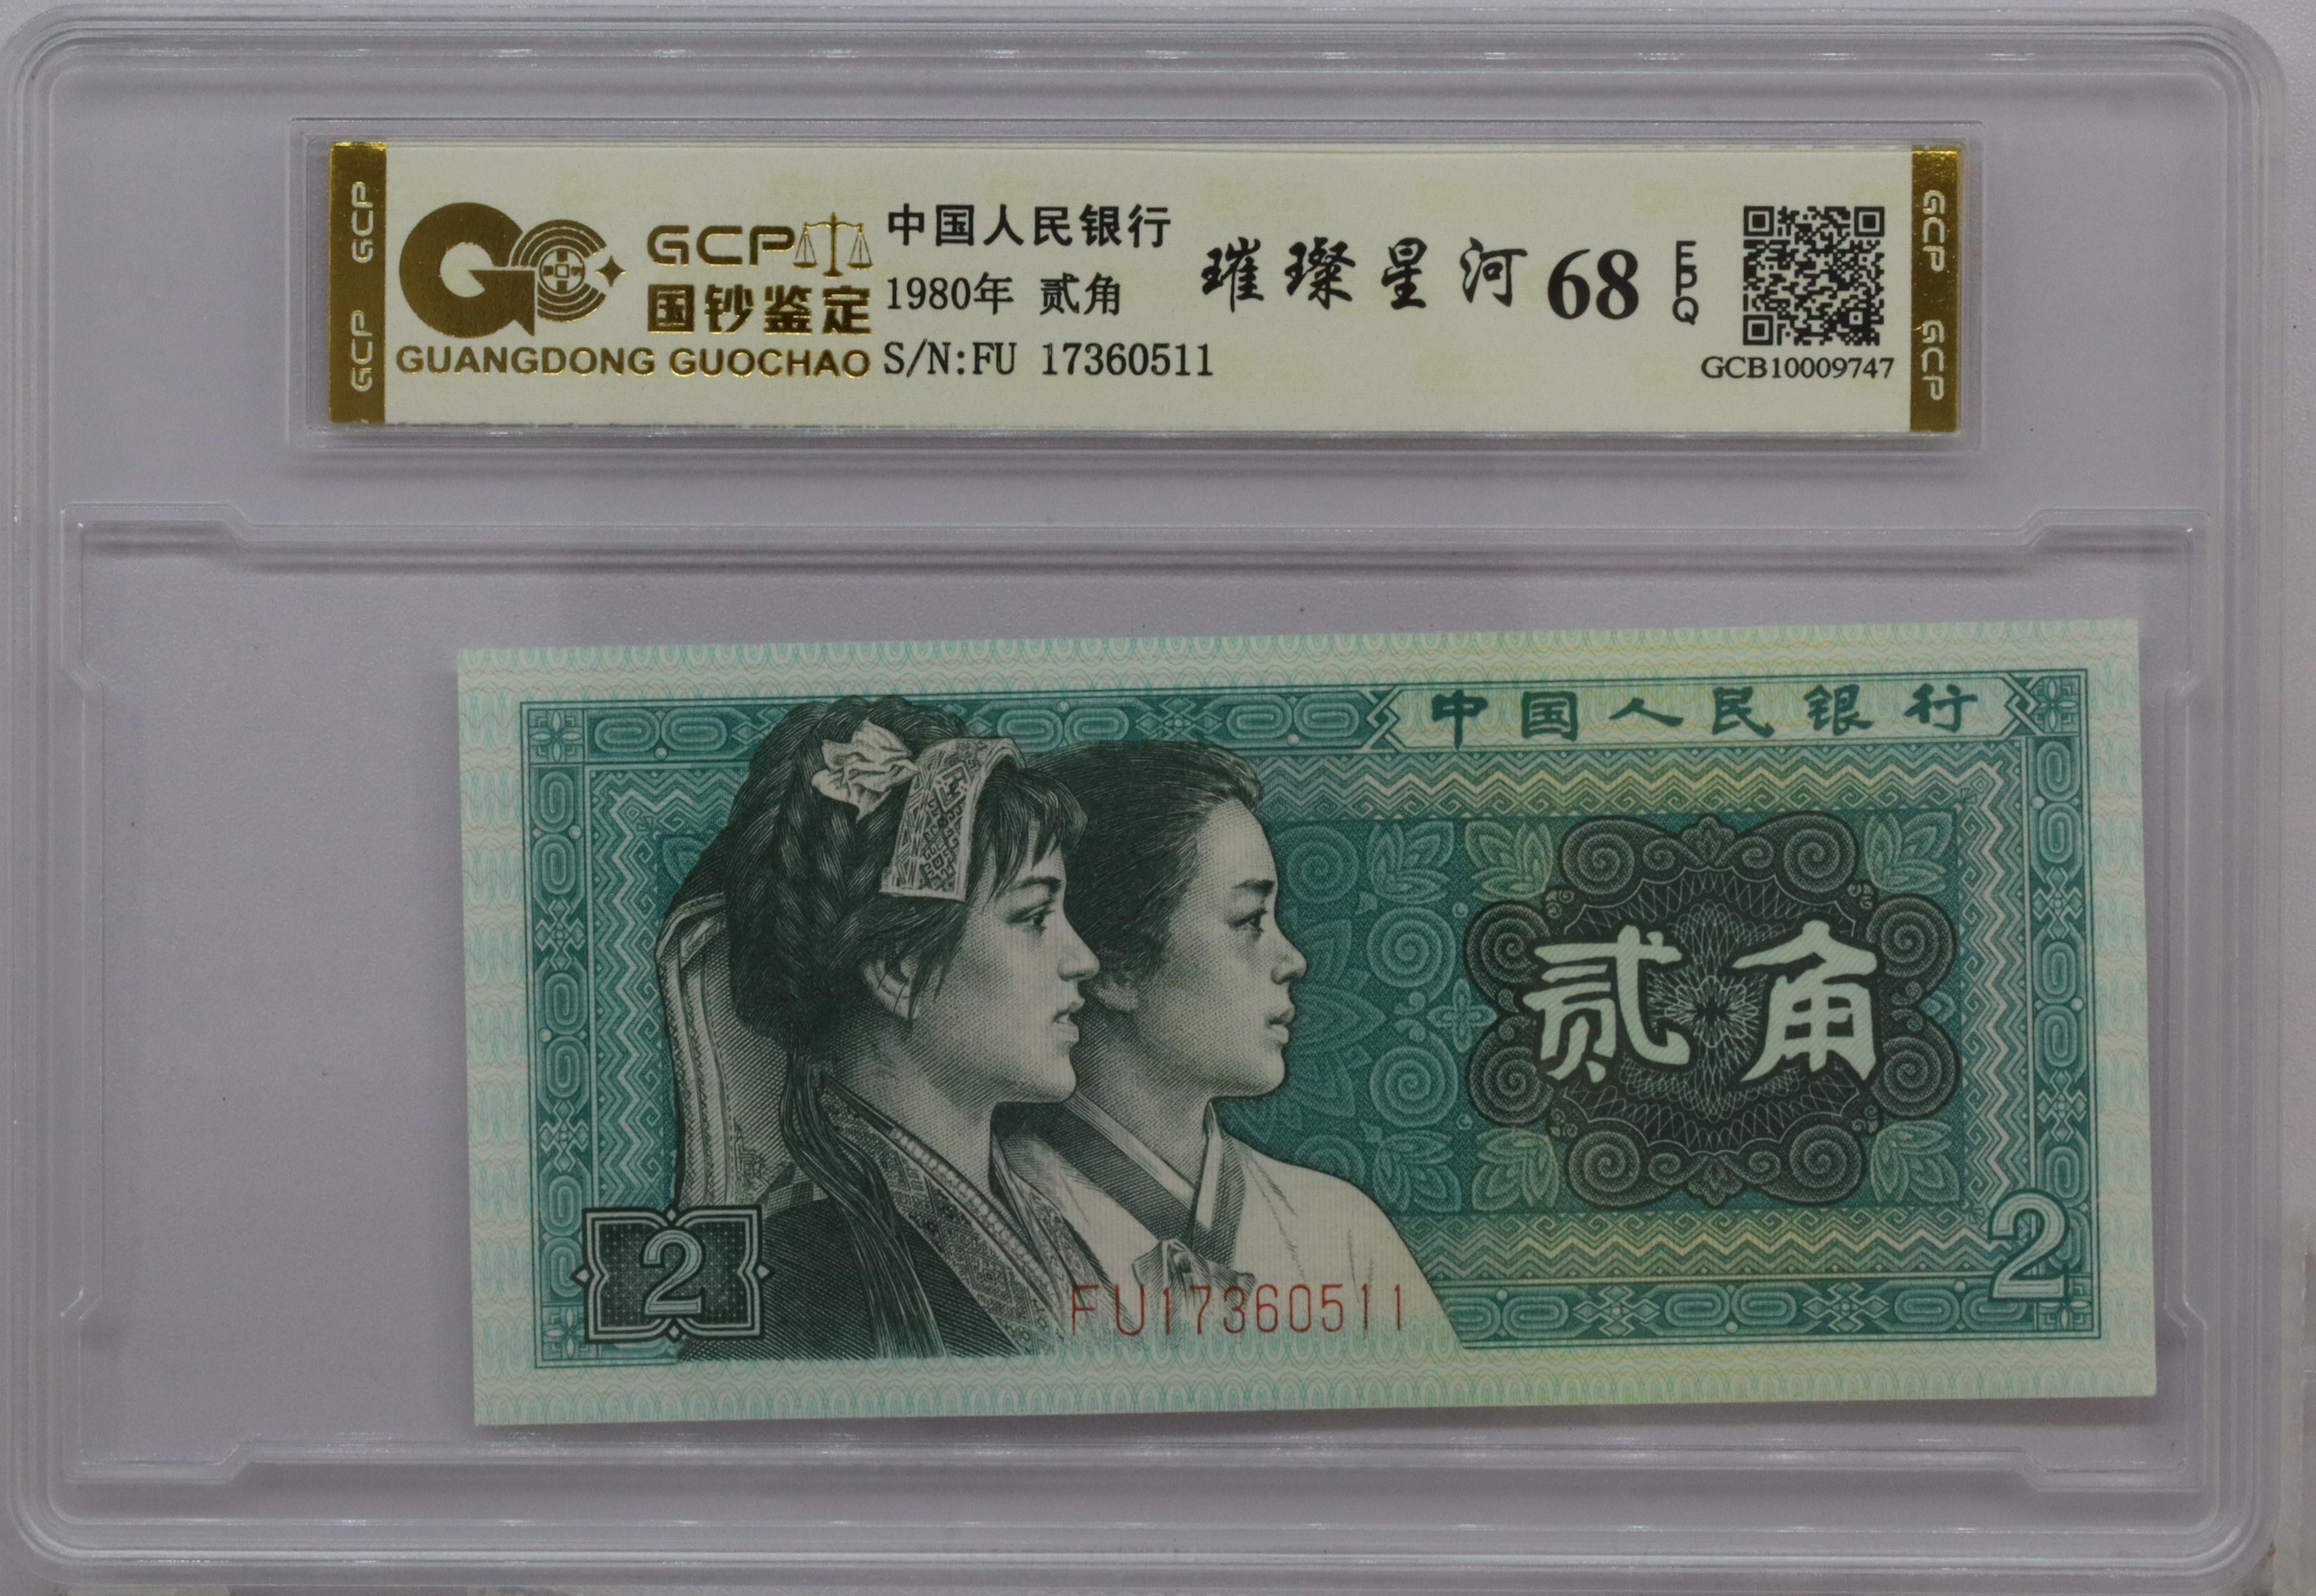 GCP GCP
GCP
国钞鉴定
GUANGDONG GUOCHAO
中国人民银行
1980年 贰角
S/N:FU 17360511
璀璨星河 68 EPQ
GCB10009747
GCP GCP
中国人民银行
贰角
2
2
FU17360511